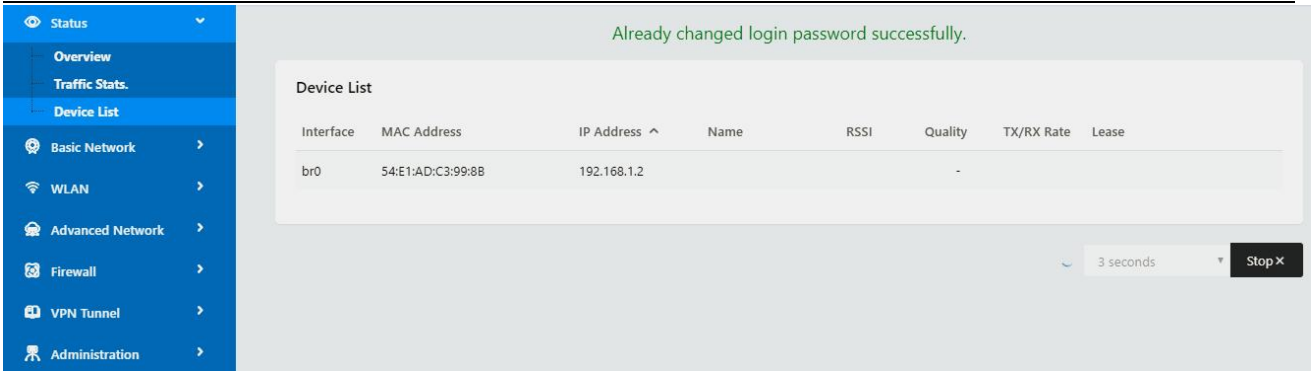 Status
Overview
Traffic Stats.
Device List
Basic Network
WLAN
Advanced Network
Firewall
VPN Tunnel
Administration
Already changed login password successfully.
Device List
Interface MAC Address IP Address Name RSSI Quality TX/RX Rate Lease
br0 54:E1:AD:C3:99:8B 192.168.1.2 -
3 seconds Stop ×